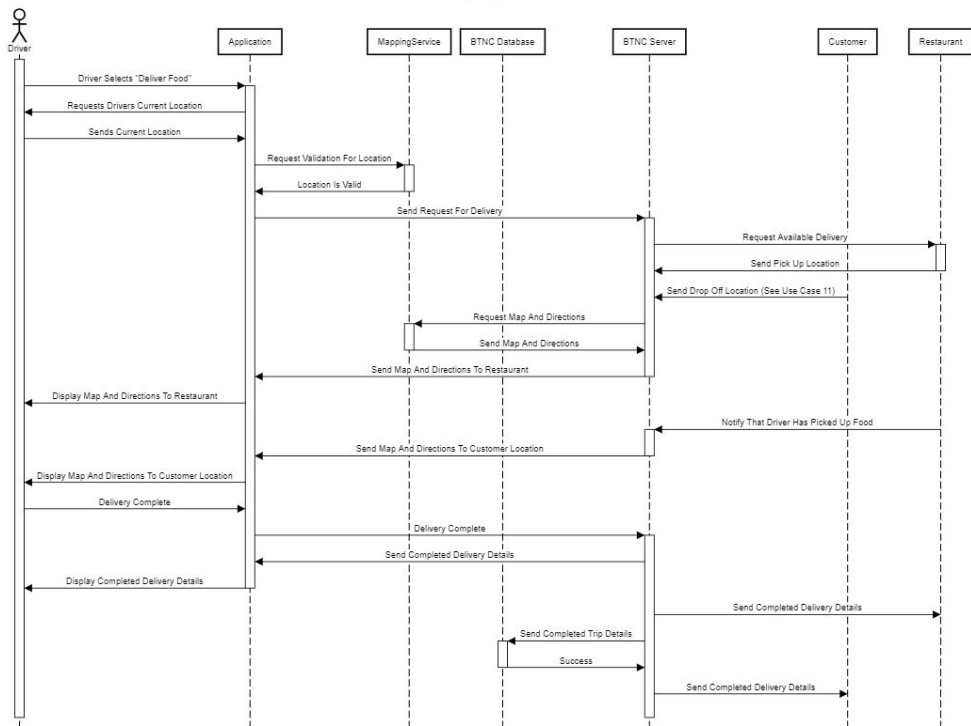 Driver
Application
MappingService
BTNC Database
BTNC Server
Customer
Restaurant
Driver Selects "Deliver Food"
Requests Drivers Current Location
Sends Current Location
Request Validation For Location
Location Is Valid
Send Request For Delivery
Request Available Delivery
Send Pick Up Location
Send Drop Off Location (See Use Case 11)
Request Map And Directions
Send Map And Directions
Send Map And Directions To Restaurant
Display Map And Directions To Restaurant
Notify That Driver Has Picked Up Food
Send Map And Directions To Customer Location
Display Map And Directions To Customer Location
Delivery Complete
Delivery Complete
Send Completed Delivery Details
Display Completed Delivery Details
Send Completed Delivery Details
Send Completed Trip Details
Success
Send Completed Delivery Details